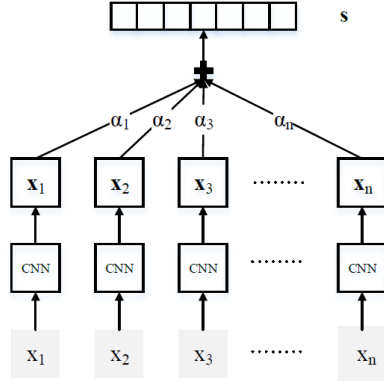 s
α1 α2 α3 αn
x1 x2 x3 ........ xn
CNN CNN CNN ........ CNN
x1 x2 x3 ........ xn